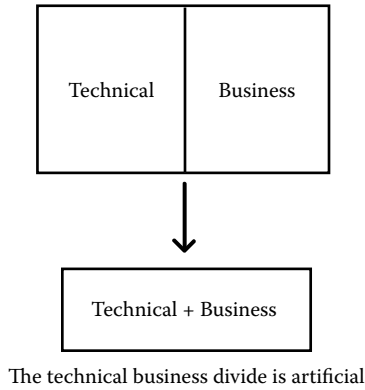 Technical Business
Technical + Business
The technical business divide is artificial